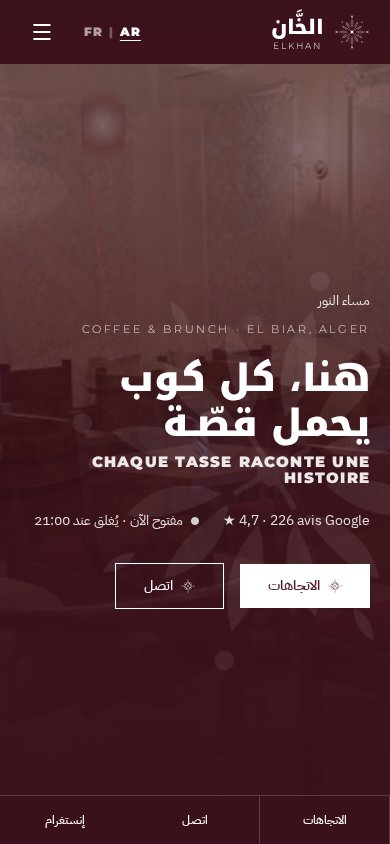 الخَّان
ELKHAN
FR | AR
مساء النور
COFFEE & BRUNCH · EL BIAR, ALGER
هنا، كل كوب
يحمل قصّة
CHAQUE TASSE RACONTE UNE
HISTOIRE
★ 4,7 · 226 avis Google
مفتوح الآن · يُغلق عند 21:00
الاتجاهات
اتصل
الاتجاهات
اتصل
إنستغرام